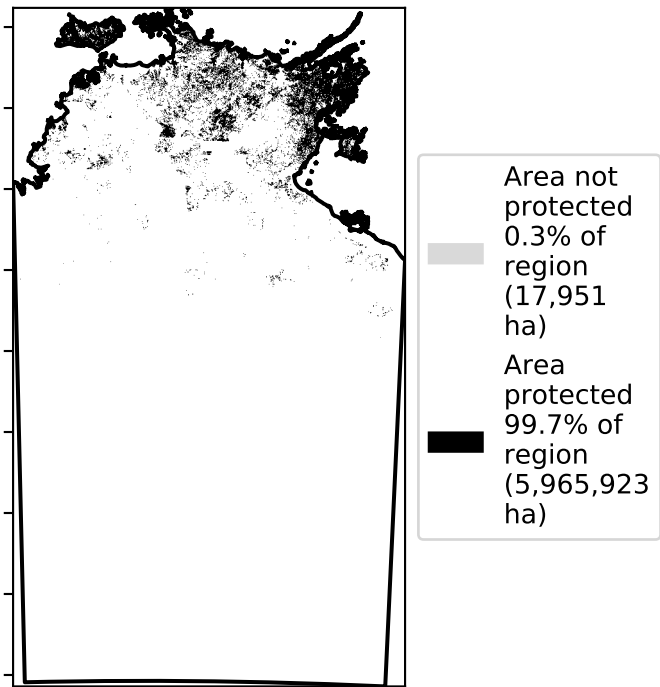 Area not
protected
0.3% of
region
(17,951
ha)
Area
protected
99.7% of
region
(5,965,923
ha)